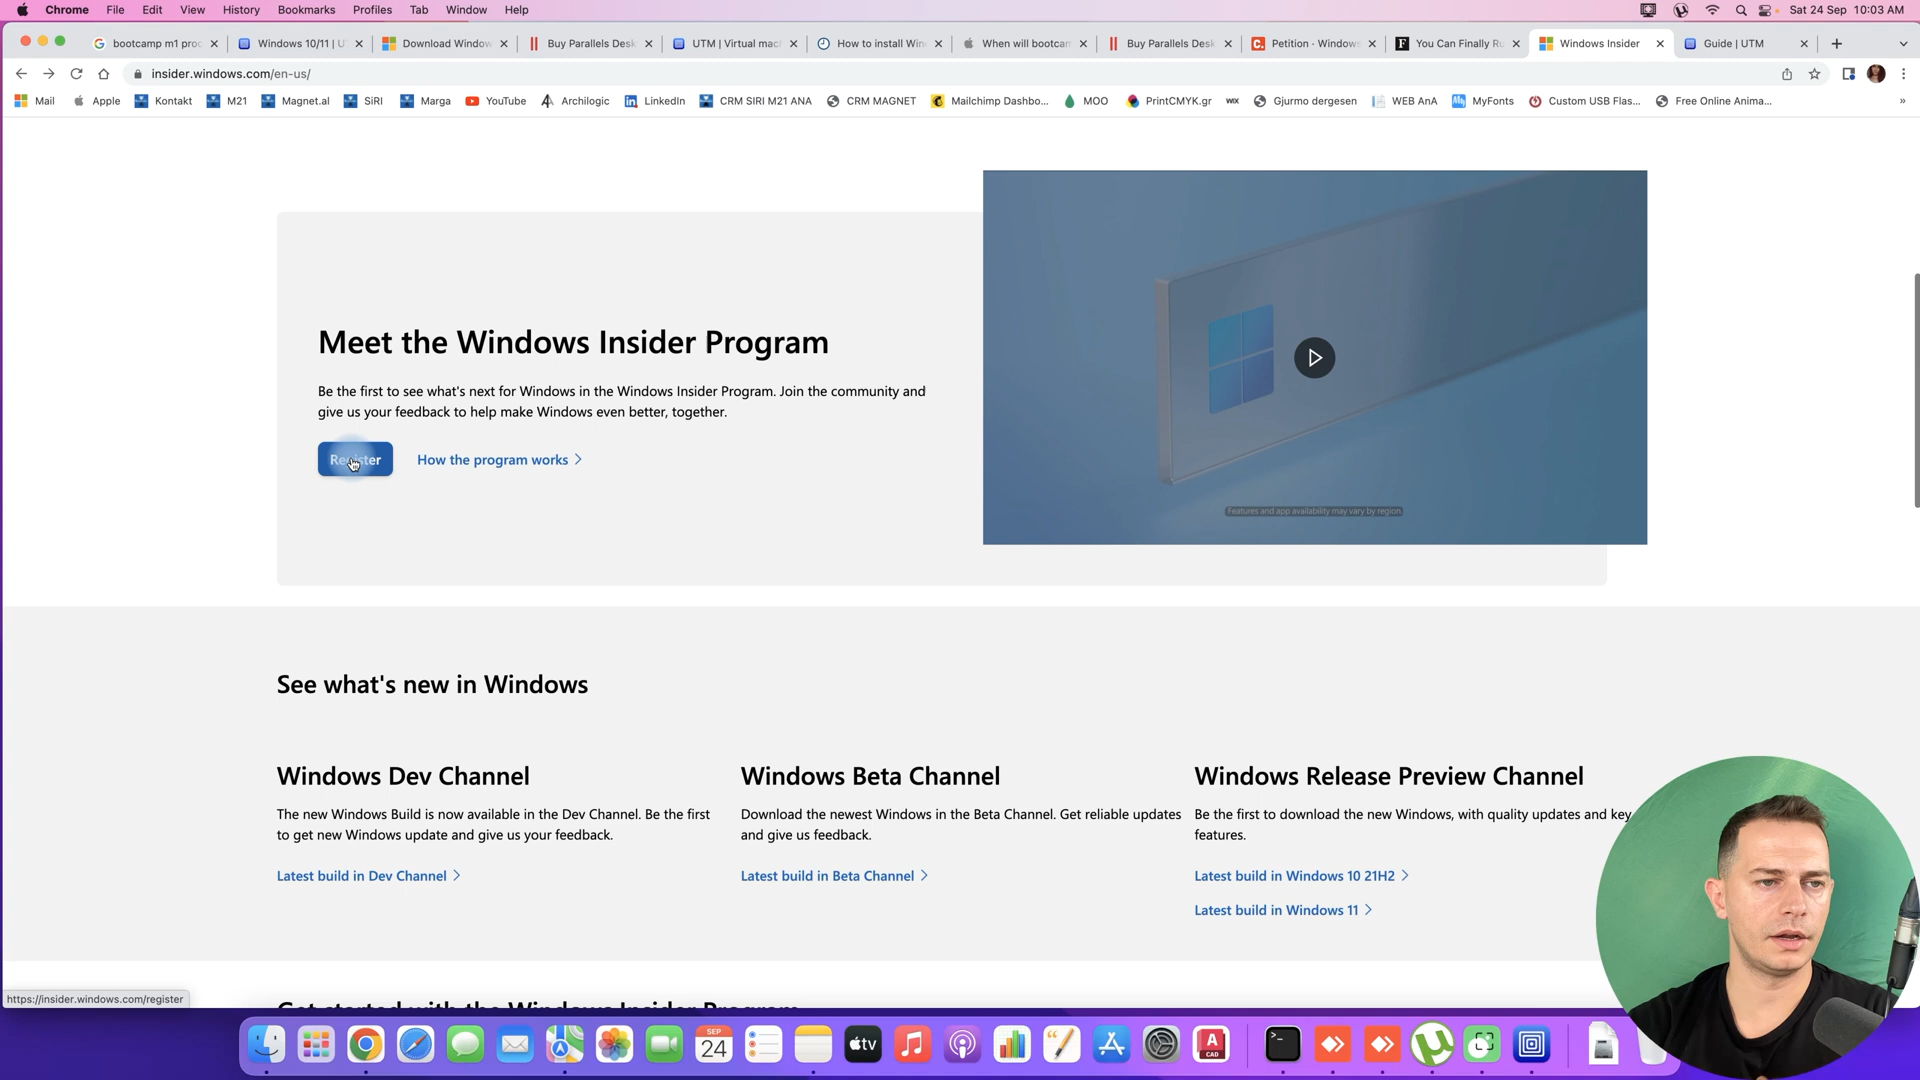 Chrome File Edit View History Bookmarks Profiles Tab Window Help Sat 24 Sep 10:03 AM
bootcamp m1 proc Windows 10/11 | U Download Window Buy Parallels Desk UTM | Virtual mac How to install Win When will bootcam Buy Parallels Desk Petition · Windows You Can Finally Ru Windows Insider Guide | UTM
insider.windows.com/en-us/
Mail Apple Kontakt M21 Magnet.al SiRI Marga YouTube Archilogic LinkedIn CRM SIRI M21 ANA CRM MAGNET Mailchimp Dashbo... MOO PrintCMYK.gr WiX Gjurmo dergesen WEB AnA MyFonts Custom USB Flas... Free Online Anima... »
Meet the Windows Insider Program
Be the first to see what's next for Windows in the Windows Insider Program. Join the community and
give us your feedback to help make Windows even better, together.
Register How the program works
Features and app availability may vary by region.
See what's new in Windows
Windows Dev Channel
The new Windows Build is now available in the Dev Channel. Be the first
to get new Windows update and give us your feedback.
Latest build in Dev Channel
Windows Beta Channel
Download the newest Windows in the Beta Channel. Get reliable updates
and give us feedback.
Latest build in Beta Channel
Windows Release Preview Channel
Be the first to download the new Windows, with quality updates and key
features.
Latest build in Windows 10 21H2
Latest build in Windows 11
Get started with the Windows Insider Program
https://insider.windows.com/register
SEP
24
tv
A
CAD